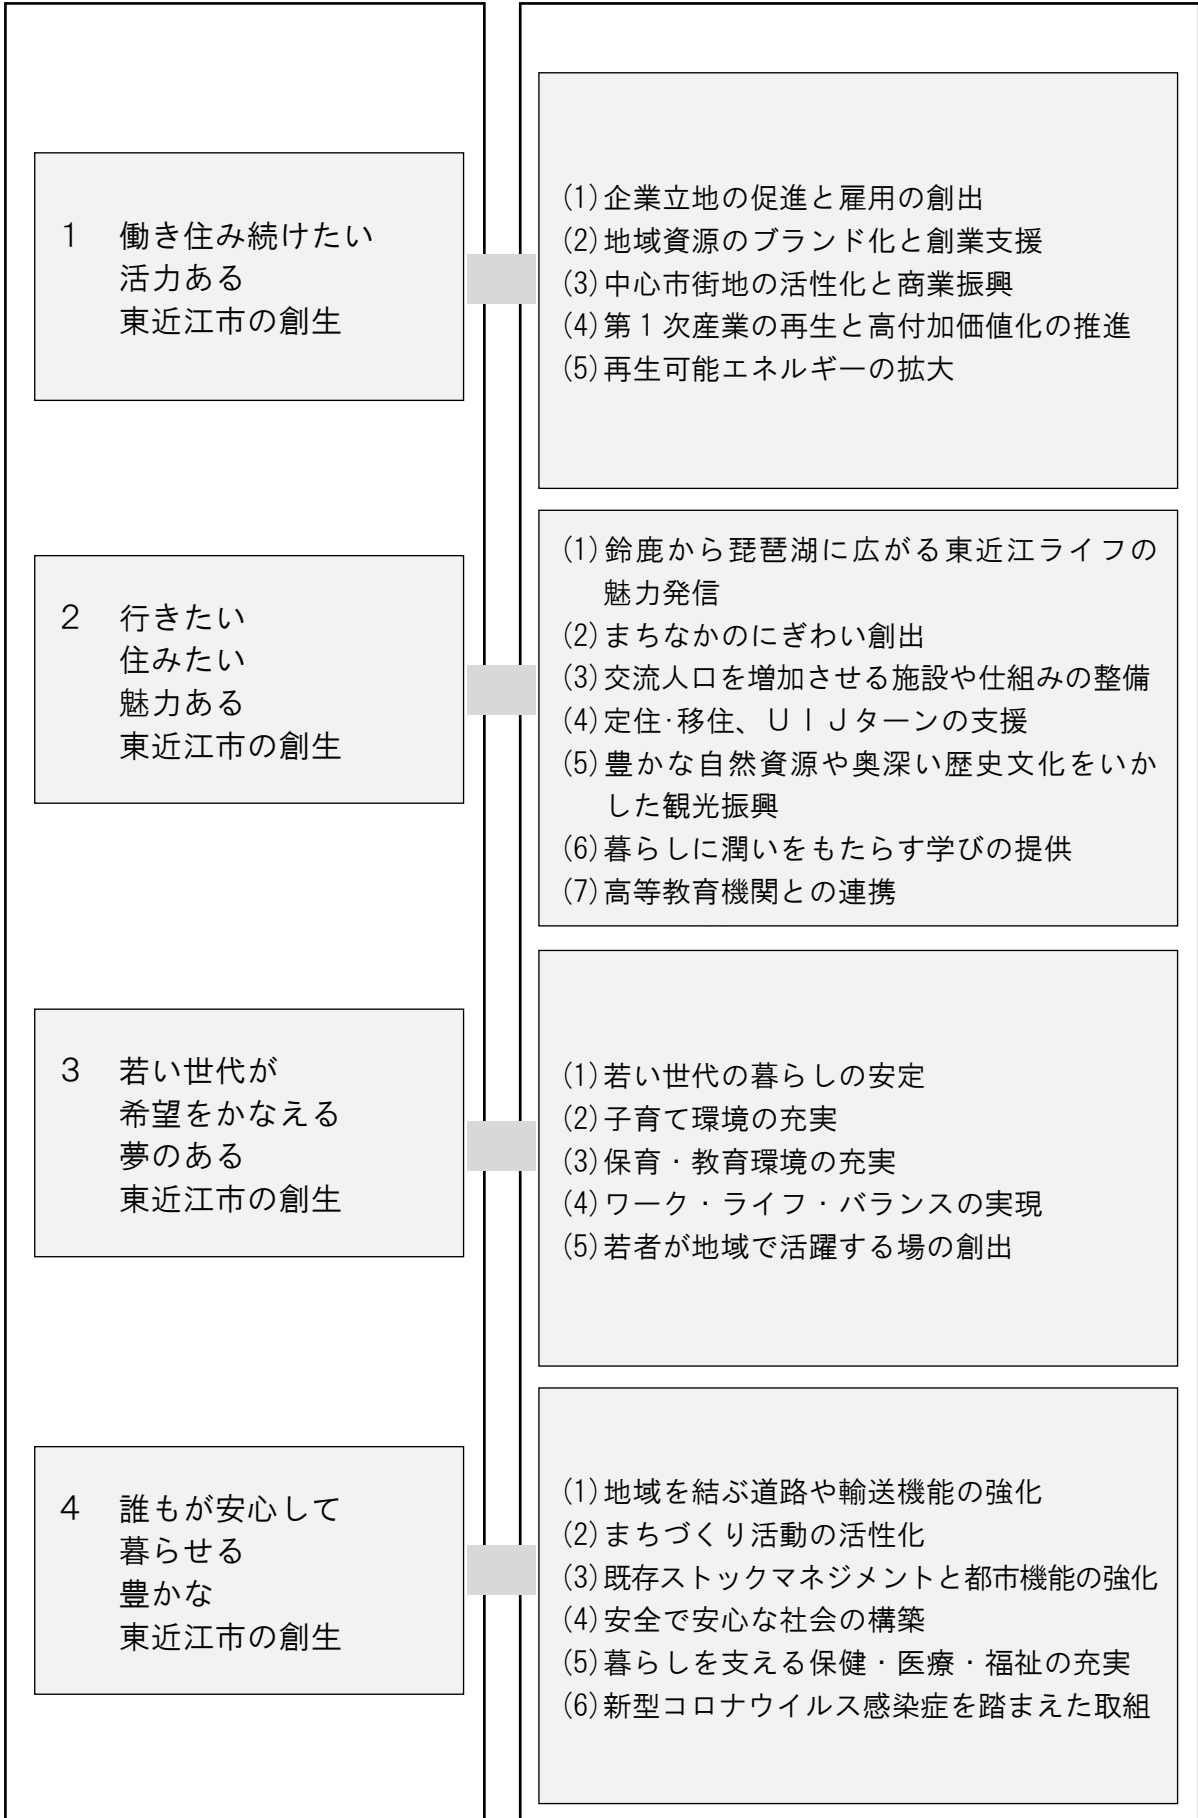 1 働き住み続けたい
活力ある
東近江市の創生
(1)企業立地の促進と雇用の創出
(2)地域資源のブランド化と創業支援
(3)中心市街地の活性化と商業振興
(4)第1次産業の再生と高付加価値化の推進
(5)再生可能エネルギーの拡大
2 行きたい
住みたい
魅力ある
東近江市の創生
(1)鈴鹿から琵琶湖に広がる東近江ライフの
魅力発信
(2)まちなかのにぎわい創出
(3)交流人口を増加させる施設や仕組みの整備
(4)定住・移住、UIJターンの支援
(5)豊かな自然資源や奥深い歴史文化をいか
した観光振興
(6)暮らしに潤いをもたらす学びの提供
(7)高等教育機関との連携
3 若い世代が
希望をかなえる
夢のある
東近江市の創生
(1)若い世代の暮らしの安定
(2)子育て環境の充実
(3)保育・教育環境の充実
(4)ワーク・ライフ・バランスの実現
(5)若者が地域で活躍する場の創出
4 誰もが安心して
暮らせる
豊かな
東近江市の創生
(1)地域を結ぶ道路や輸送機能の強化
(2)まちづくり活動の活性化
(3)既存ストックマネジメントと都市機能の強化
(4)安全で安心な社会の構築
(5)暮らしを支える保健・医療・福祉の充実
(6)新型コロナウイルス感染症を踏まえた取組